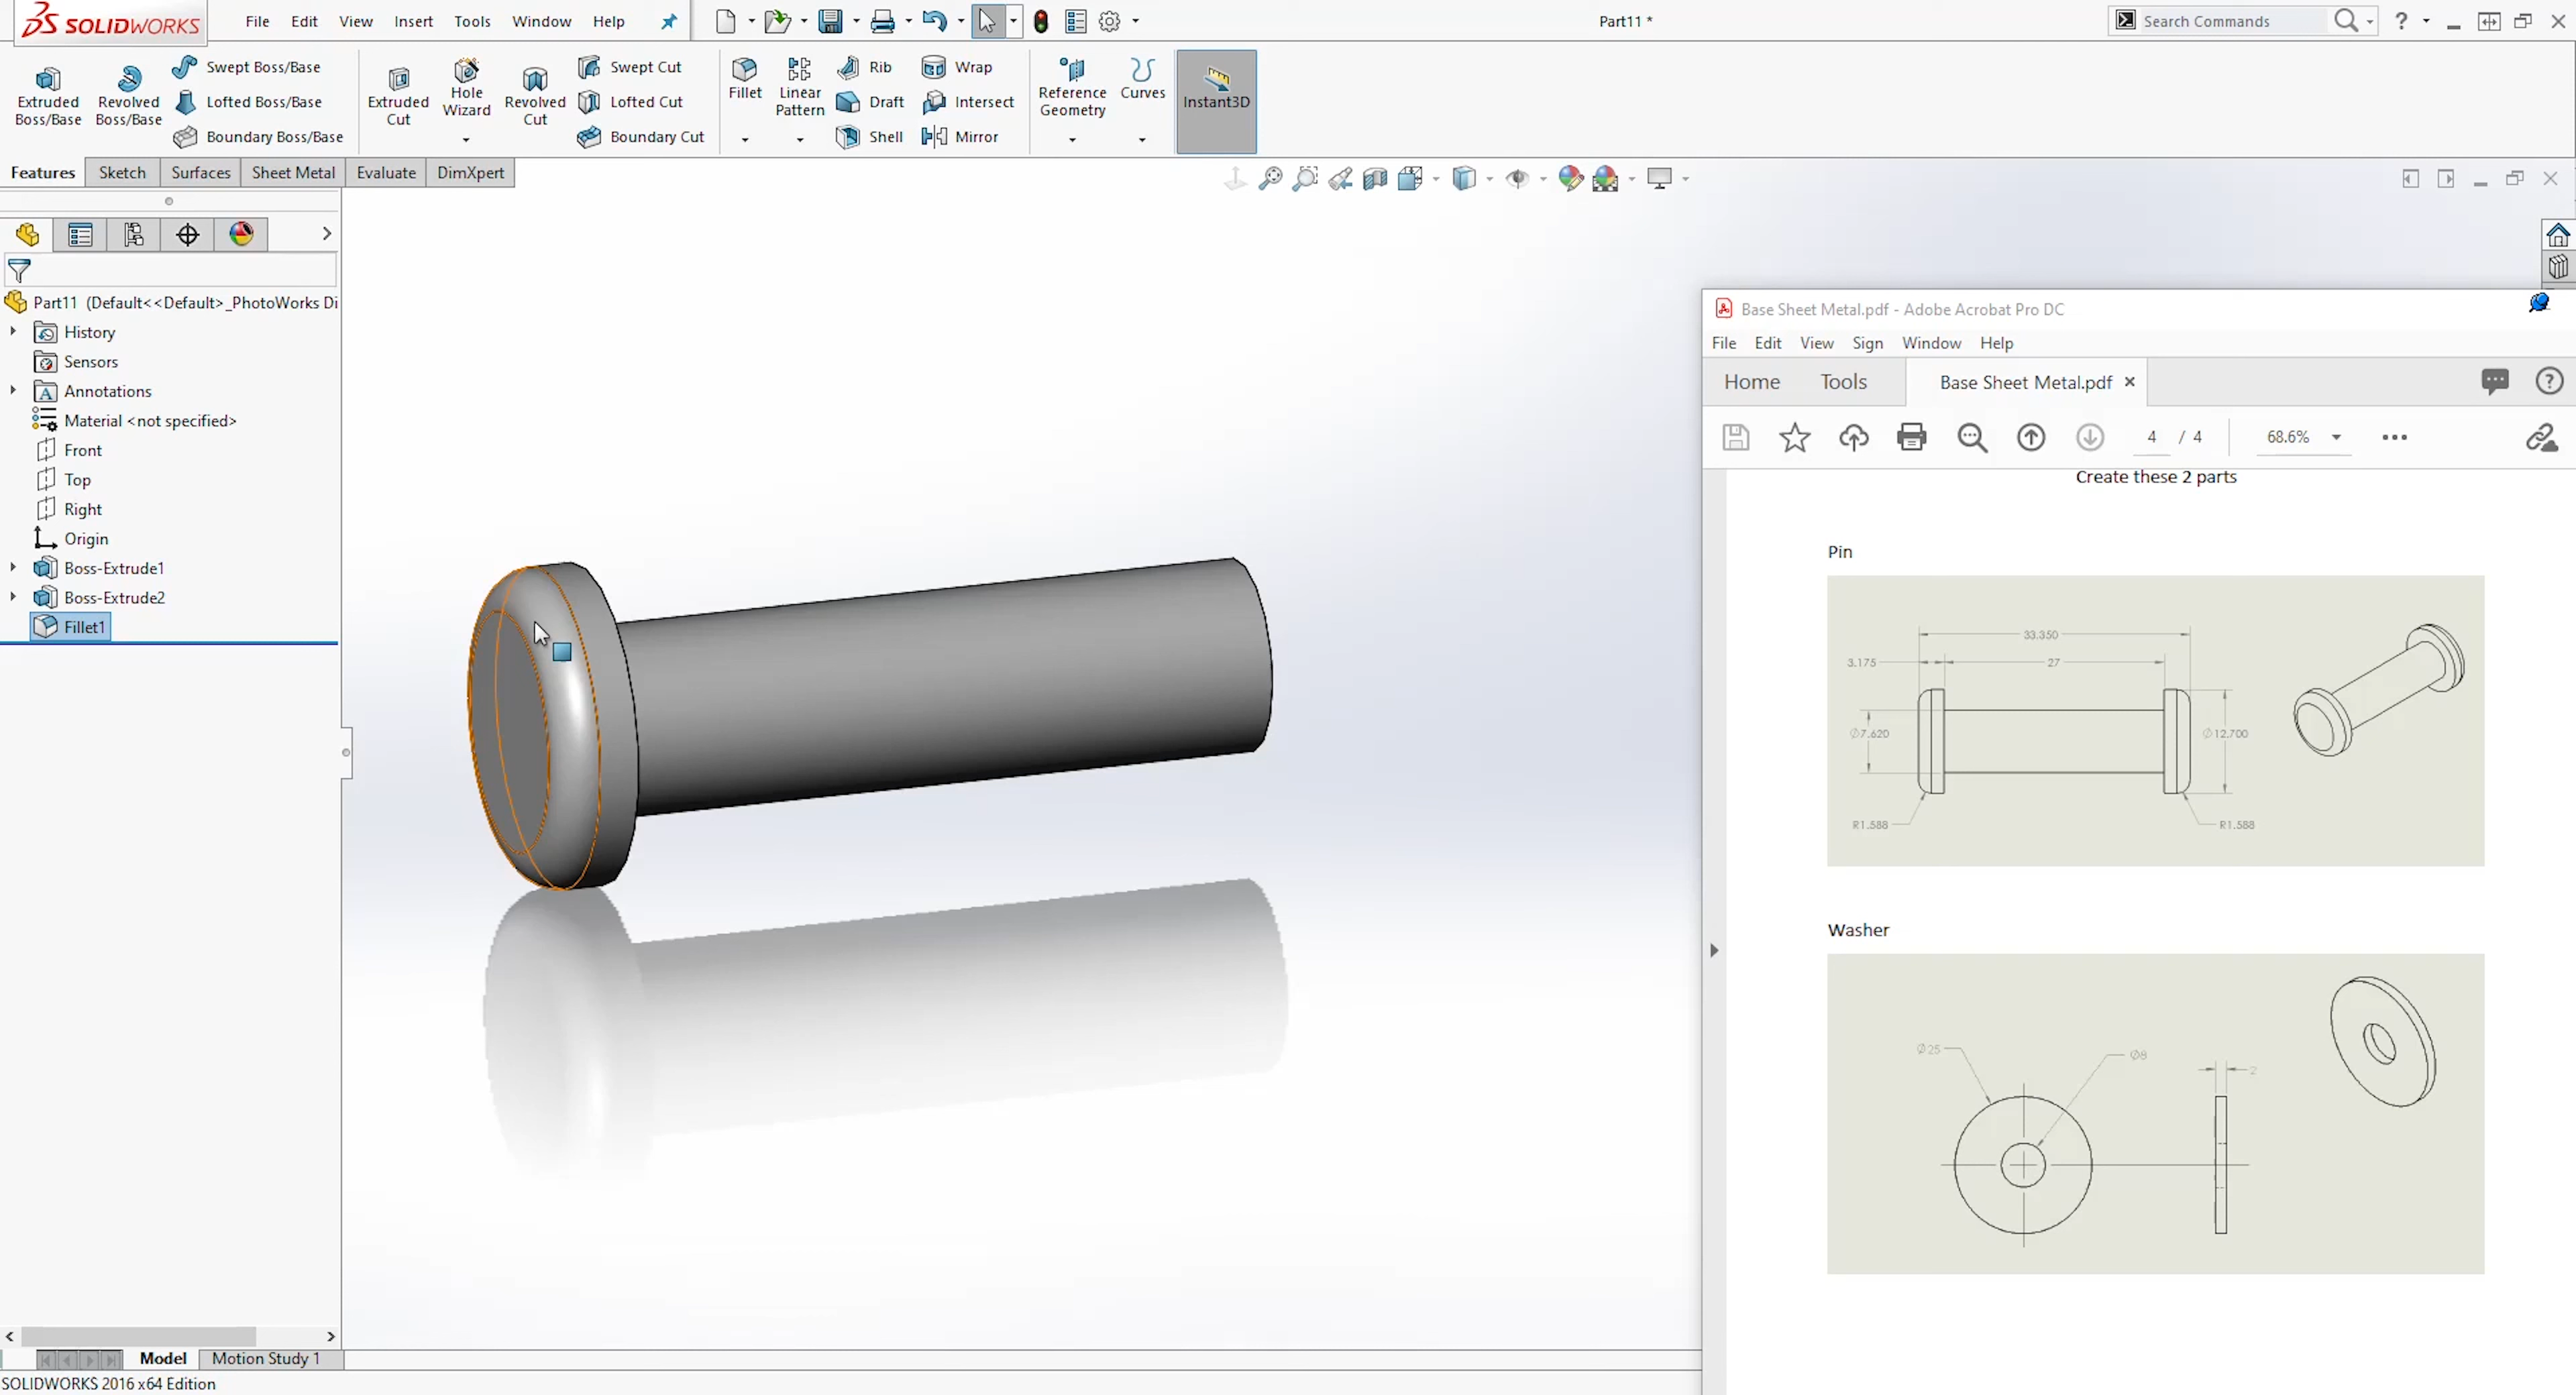 SOLIDWORKS File Edit View Insert Tools Window Help Part11 * Search Commands ?
Extruded Boss/Base
Revolved Boss/Base
Swept Boss/Base
Lofted Boss/Base
Boundary Boss/Base
Extruded Cut
Hole Wizard
Revolved Cut
Swept Cut
Lofted Cut
Boundary Cut
Fillet
Linear Pattern
Rib
Draft
Shell
Wrap
Intersect
Mirror
Reference Geometry
Curves
Instant3D
Features Sketch Surfaces Sheet Metal Evaluate DimXpert
Part11 (Default<<Default>_PhotoWorks Di
History
Sensors
Annotations
Material <not specified>
Front
Top
Right
Origin
Boss-Extrude1
Boss-Extrude2
Fillet1
Model Motion Study 1
SOLIDWORKS 2016 x64 Edition
Base Sheet Metal.pdf - Adobe Acrobat Pro DC
File Edit View Sign Window Help
Home Tools Base Sheet Metal.pdf ×
4 / 4 68.6%
Create these 2 parts
Pin
33.350
3.175 27
∅7.620 ∅12.700
R1.588 R1.588
Washer
∅25 ∅8
2